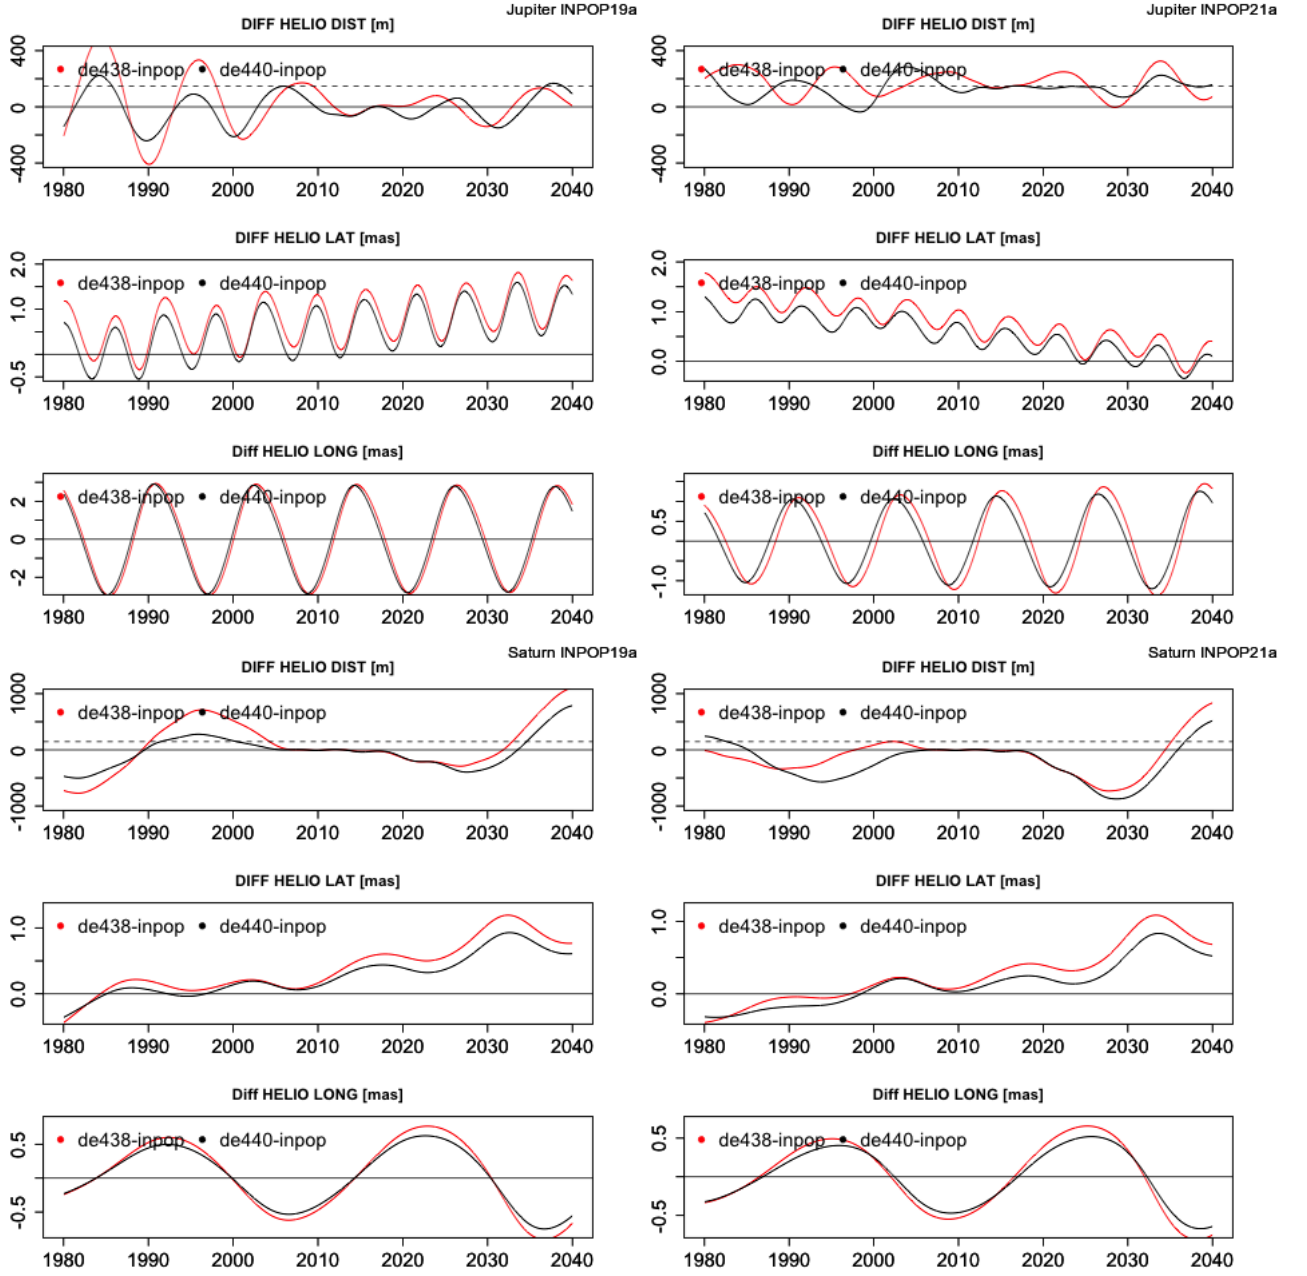 Jupiter INPOP19a
DIFF HELIO DIST [m]
400
0
-400
de438-inpop de440-inpop
1980 1990 2000 2010 2020 2030 2040
Jupiter INPOP21a
DIFF HELIO DIST [m]
400
0
-400
de438-inpop de440-inpop
1980 1990 2000 2010 2020 2030 2040
DIFF HELIO LAT [mas]
2.0
1.0
-0.5
de438-inpop de440-inpop
1980 1990 2000 2010 2020 2030 2040
DIFF HELIO LAT [mas]
2.0
1.0
0.0
de438-inpop de440-inpop
1980 1990 2000 2010 2020 2030 2040
Diff HELIO LONG [mas]
2
0
-2
de438-inpop de440-inpop
1980 1990 2000 2010 2020 2030 2040
Diff HELIO LONG [mas]
0.5
-1.0
de438-inpop de440-inpop
1980 1990 2000 2010 2020 2030 2040
Saturn INPOP19a
DIFF HELIO DIST [m]
1000
0
-1000
de438-inpop de440-inpop
1980 1990 2000 2010 2020 2030 2040
Saturn INPOP21a
DIFF HELIO DIST [m]
1000
0
-1000
de438-inpop de440-inpop
1980 1990 2000 2010 2020 2030 2040
DIFF HELIO LAT [mas]
1.0
0.0
de438-inpop de440-inpop
1980 1990 2000 2010 2020 2030 2040
DIFF HELIO LAT [mas]
1.0
0.0
de438-inpop de440-inpop
1980 1990 2000 2010 2020 2030 2040
Diff HELIO LONG [mas]
0.5
-0.5
de438-inpop de440-inpop
1980 1990 2000 2010 2020 2030 2040
Diff HELIO LONG [mas]
0.5
-0.5
de438-inpop de440-inpop
1980 1990 2000 2010 2020 2030 2040